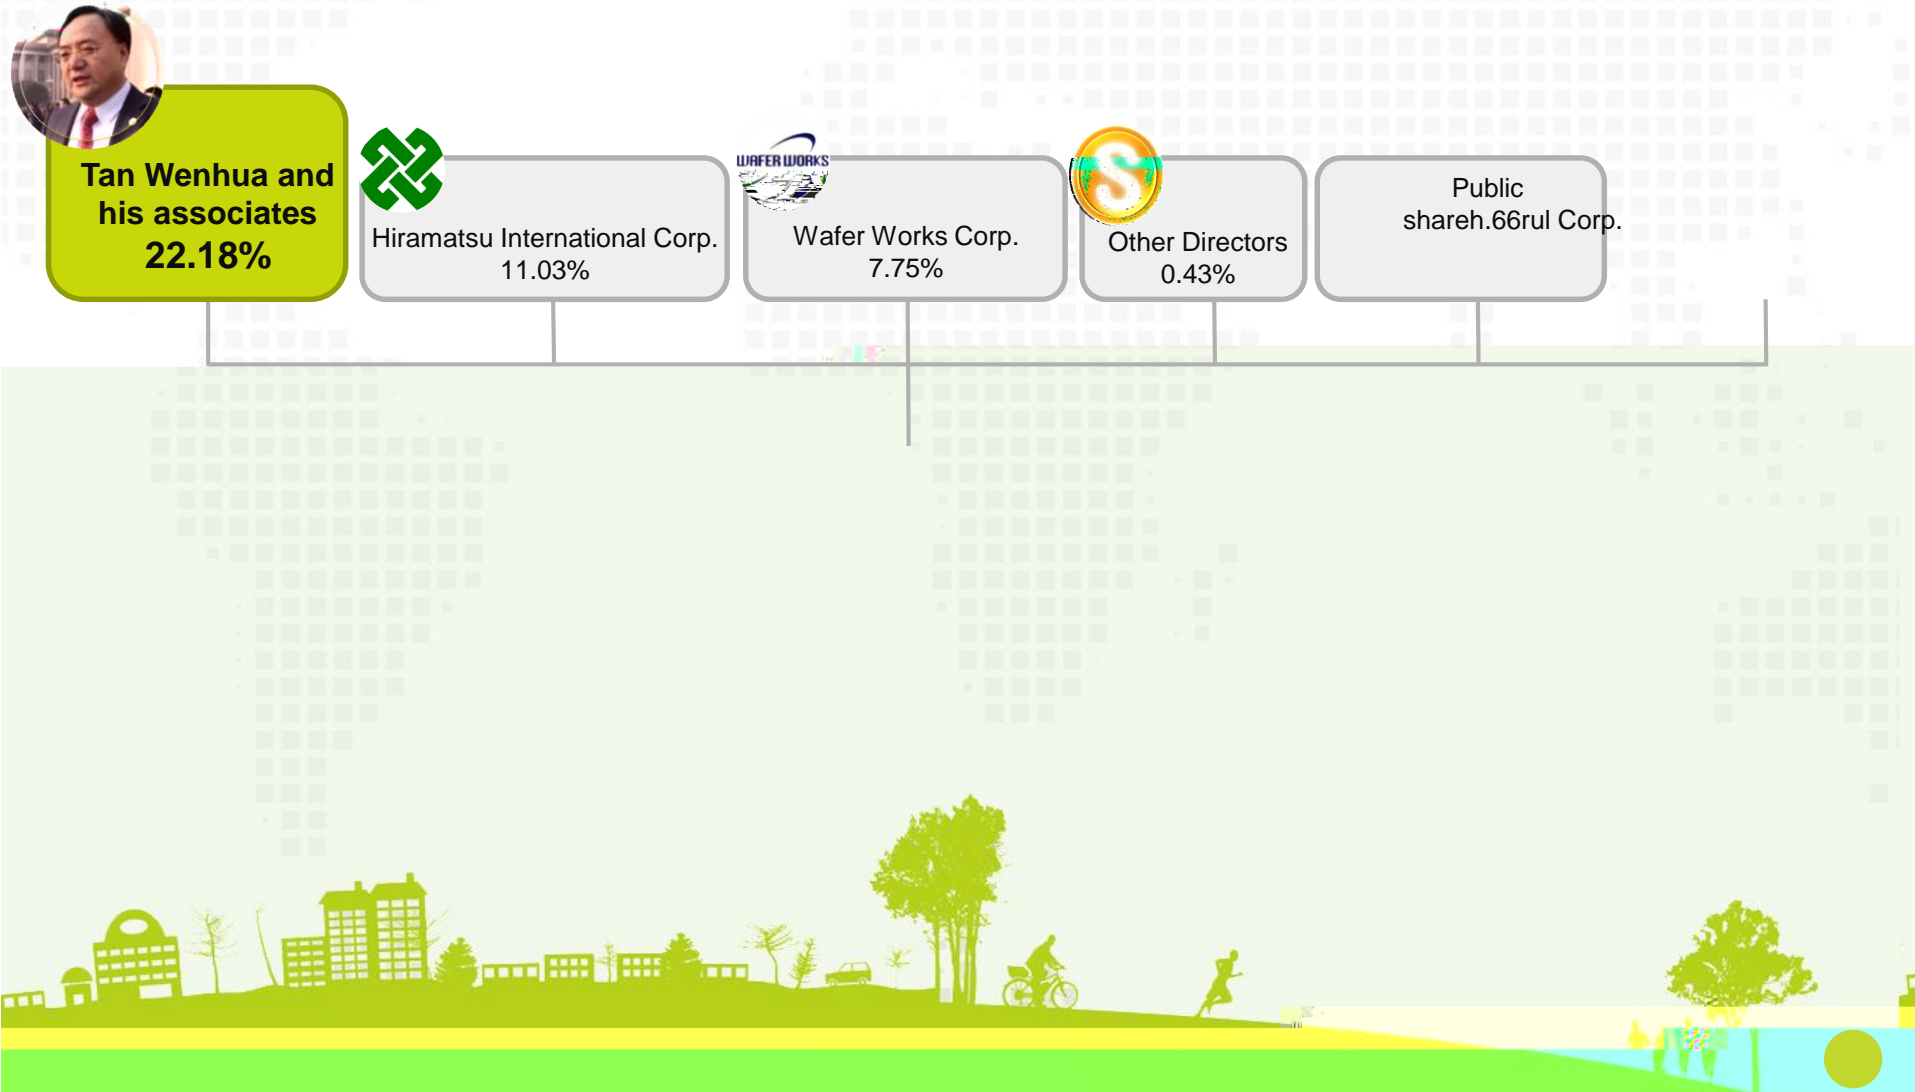 Tan Wenhua and
his associates
22.18%
Hiramatsu International Corp.
11.03%
WAFER WORKS
Wafer Works Corp.
7.75%
S
Other Directors
0.43%
Public
shareh.66rul Corp.